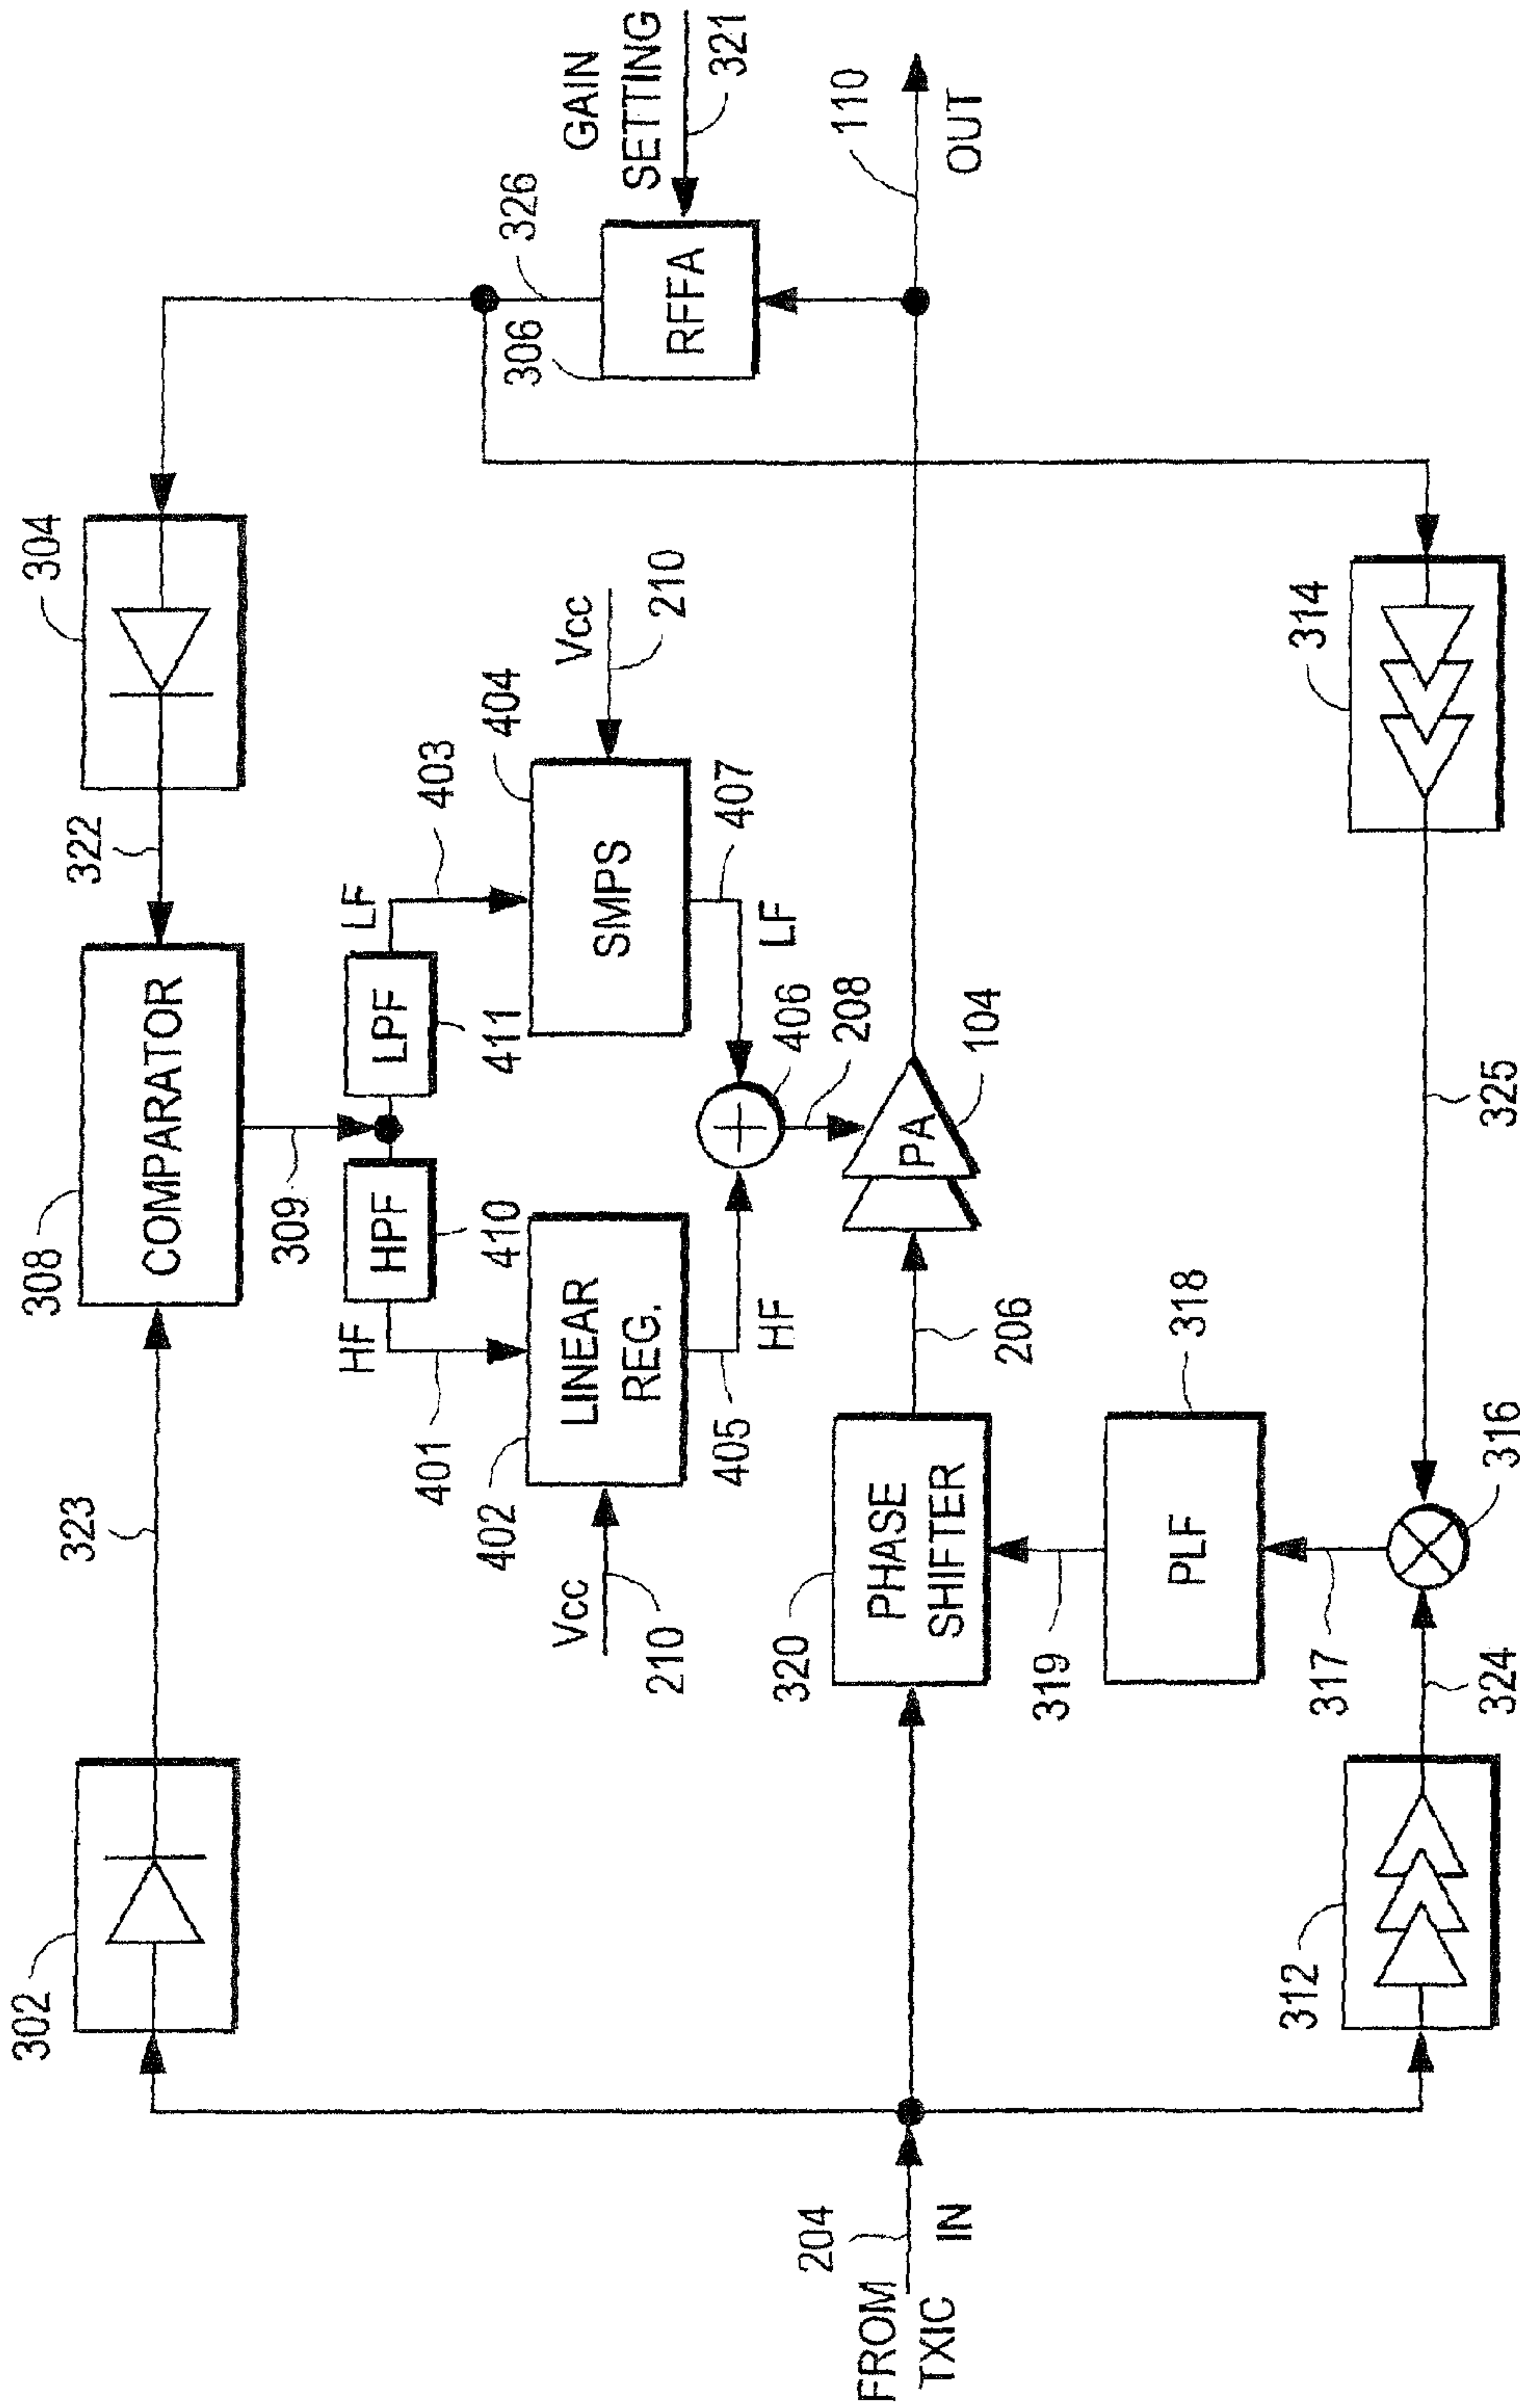 302
323
308
COMPARATOR
322
304
309
HF
HPF
410
LPF
411
LF
401
403
402
LINEAR
REG.
Vcc
210
404
SMPS
Vcc
210
405
HF
407
LF
406
208
326
306
RFFA
GAIN
SETTING
321
FROM
TXIC
204
IN
320
PHASE
SHIFTER
206
PA
104
110
OUT
319
318
PLF
317
312
324
316
325
314